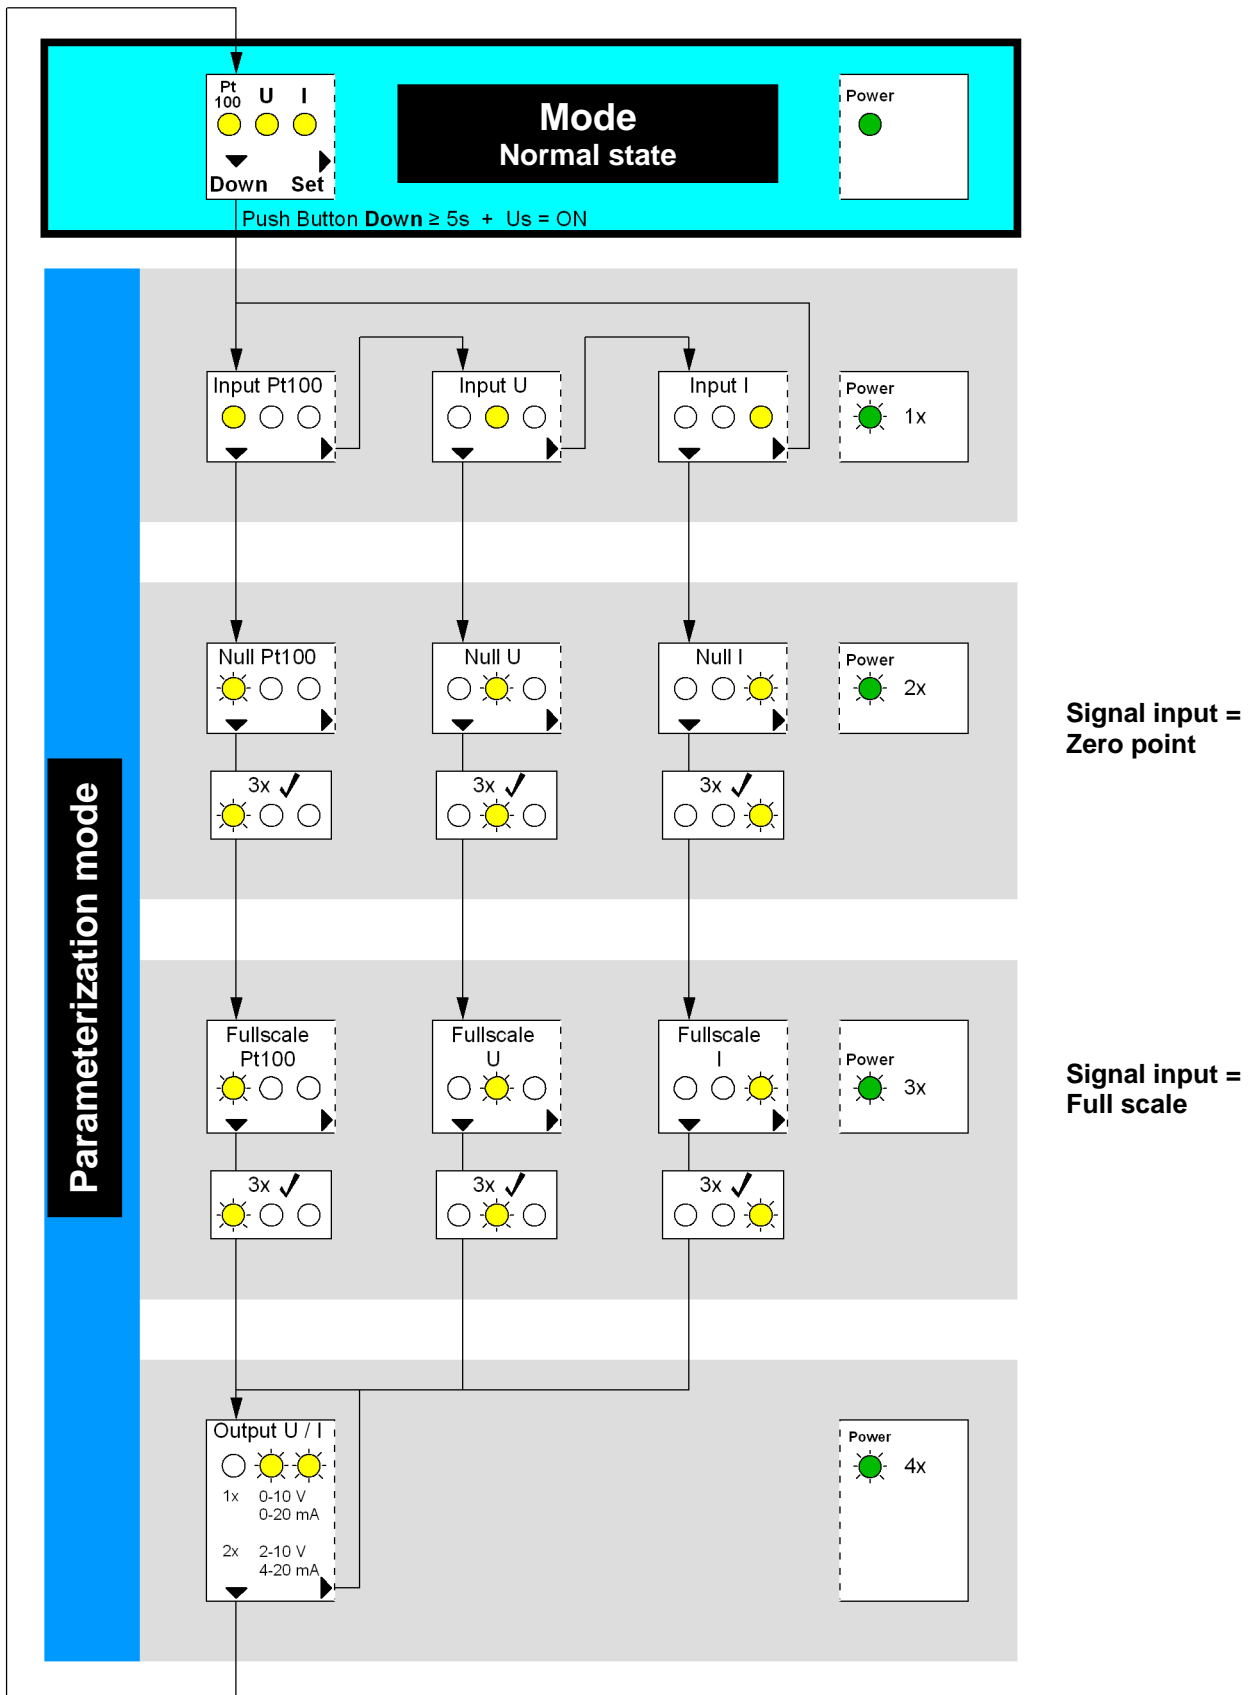 Pt
100 U I
Down Set
Mode
Normal state
Power
Push Button Down ≥ 5s + Us = ON
Parameterization mode
Input Pt100
Input U
Input I
Power
1x
Null Pt100
Null U
Null I
Power
2x
Signal input =
Zero point
3x ✓
3x ✓
3x ✓
Fullscale
Pt100
Fullscale
U
Fullscale
I
Power
3x
Signal input =
Full scale
3x ✓
3x ✓
3x ✓
Output U / I
1x 0-10 V
0-20 mA
2x 2-10 V
4-20 mA
Power
4x